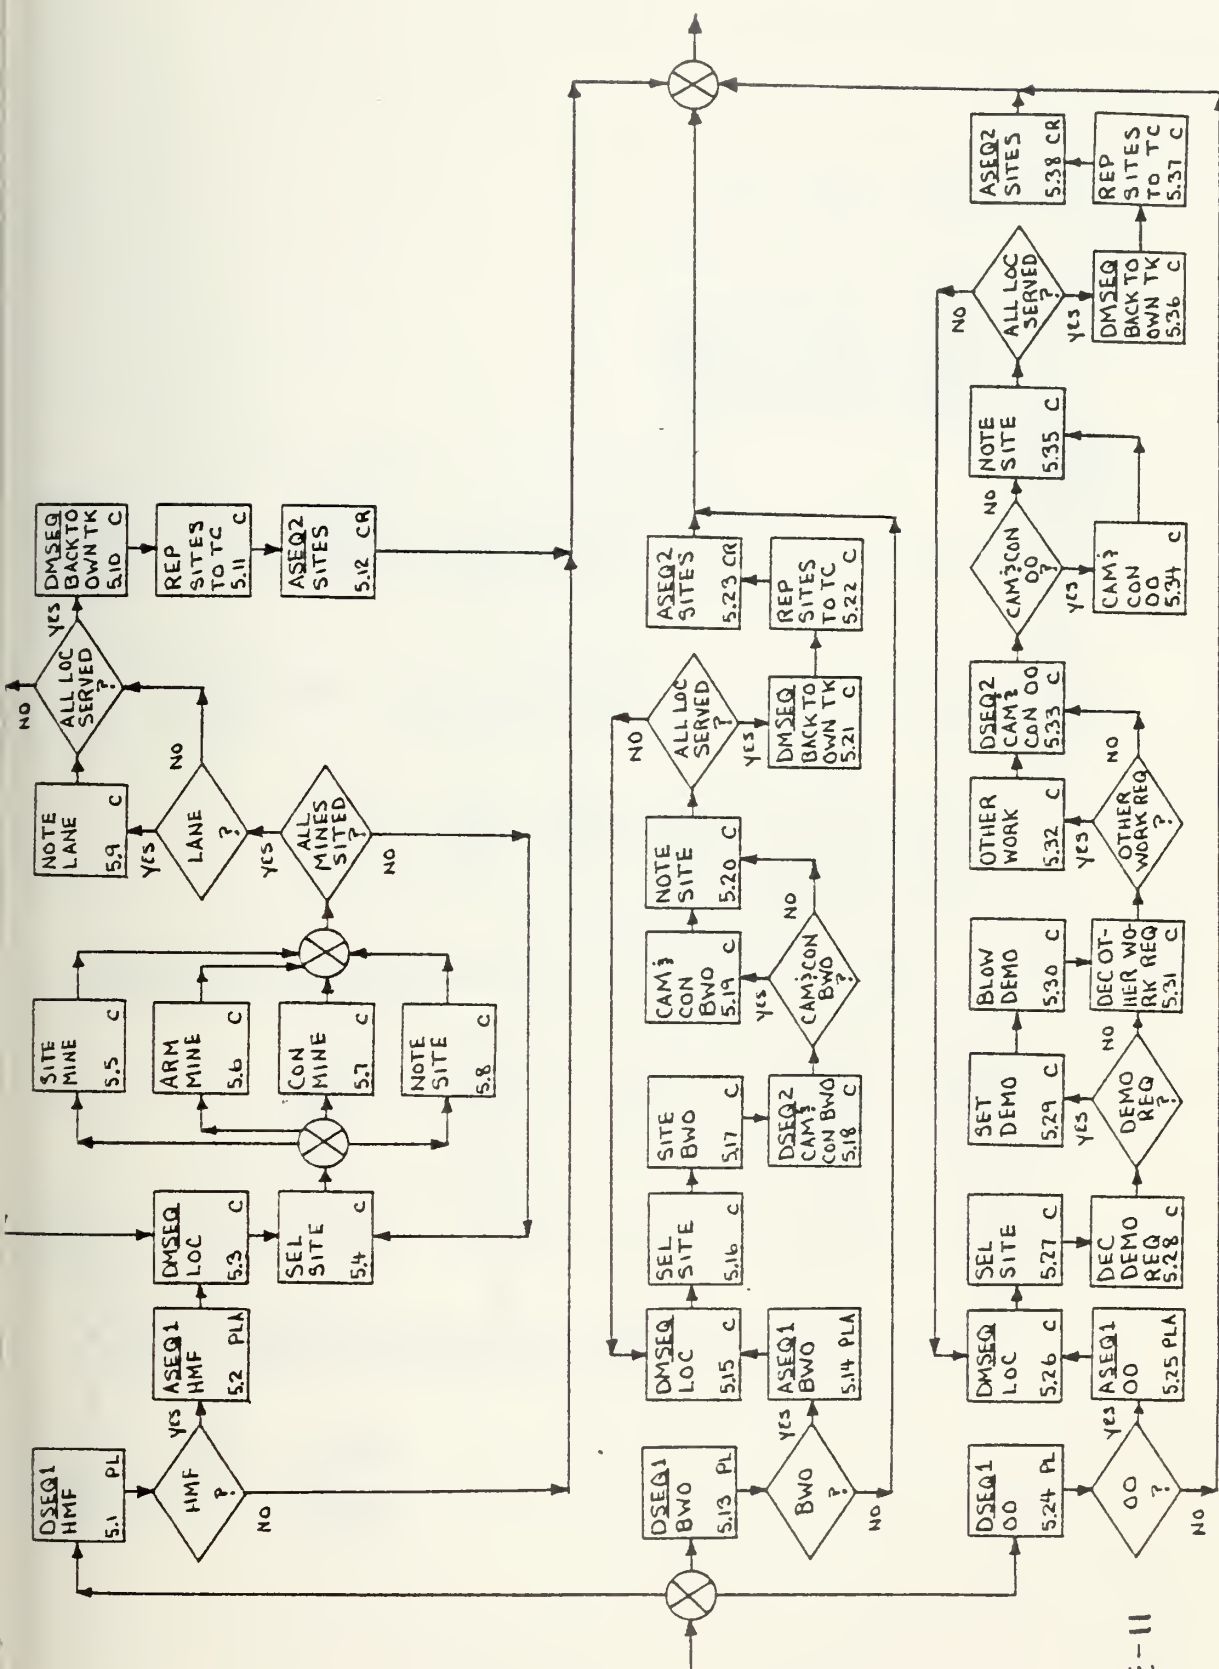 DSEQ1
HMF
5.1 PL
HMF
?
YES
NO
ASEQ1
HMF
5.2 PLA
DMSEQ
LOC
5.3 C
SEL
SITE
5.4 C
SITE
MINE
5.5 C
ARM
MINE
5.6 C
CON
MINE
5.7 C
NOTE
SITE
5.8 C
ALL
MINES
SITED
?
YES
NO
LANE
?
YES
NO
NOTE
LANE
5.9 C
ALL LOC
SERVED
?
NO
YES
DMSEQ
BACK TO
OWN TK
5.10 C
REP
SITES
TO TC
5.11 C
ASEQ2
SITES
5.12 CR
DSEQ1
BWO
5.13 PL
BWO
?
YES
NO
ASEQ1
BWO
5.14 PLA
DMSEQ
LOC
5.15 C
SEL
SITE
5.16 C
SITE
BWO
5.17 C
DSEQ2
CAM &
CON BWO
5.18 C
CAM & CON
BWO
?
YES
NO
CAM &
CON
BWO
5.19 C
NOTE
SITE
5.20 C
ALL LOC
SERVED
?
NO
YES
DMSEQ
BACK TO
OWN TK
5.21 C
REP
SITES
TO TC
5.22 C
ASEQ2
SITES
5.23 CR
DSEQ1
OO
5.24 PL
OO
?
YES
NO
ASEQ1
OO
5.25 PLA
DMSEQ
LOC
5.26 C
SEL
SITE
5.27 C
DEC
DEMO
REQ
5.28 C
DEMO
REQ
?
YES
NO
SET
DEMO
5.29 C
BLOW
DEMO
5.30 C
DEC OT-
HER WO-
RK REQ
5.31 C
OTHER
WORK REQ
?
YES
NO
OTHER
WORK
5.32 C
DSEQ2
CAM &
CON OO
5.33 C
CAM & CON
OO
?
NO
YES
CAM &
CON
OO
5.34 C
NOTE
SITE
5.35 C
ALL LOC
SERVED
?
NO
YES
DMSEQ
BACK TO
OWN TK
5.36 C
REP
SITES
TO TC
5.37 C
ASEQ2
SITES
5.38 CR
-11